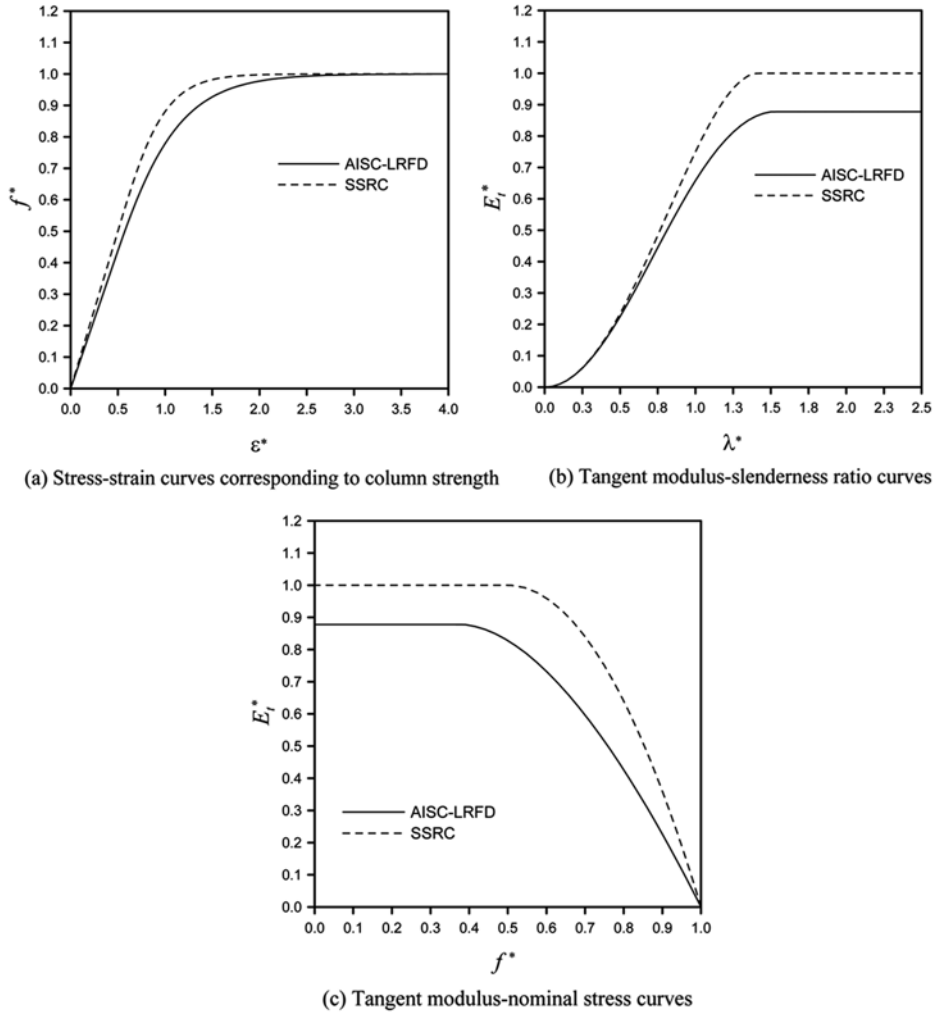 1.2
1.1
1.0
0.9
0.8
0.7
0.6
0.5
0.4
0.3
0.2
0.1
0.0
f*
AISC-LRFD
SSRC
0.0 0.5 1.0 1.5 2.0 2.5 3.0 3.5 4.0
ε*
(a) Stress-strain curves corresponding to column strength
1.2
1.1
1.0
0.9
0.8
0.7
0.6
0.5
0.4
0.3
0.2
0.1
0.0
E_t*
AISC-LRFD
SSRC
0.0 0.3 0.5 0.8 1.0 1.3 1.5 1.8 2.0 2.3 2.5
λ*
(b) Tangent modulus-slenderness ratio curves
1.2
1.1
1.0
0.9
0.8
0.7
0.6
0.5
0.4
0.3
0.2
0.1
0.0
E_t*
AISC-LRFD
SSRC
0.0 0.1 0.2 0.3 0.4 0.5 0.6 0.7 0.8 0.9 1.0
f*
(c) Tangent modulus-nominal stress curves